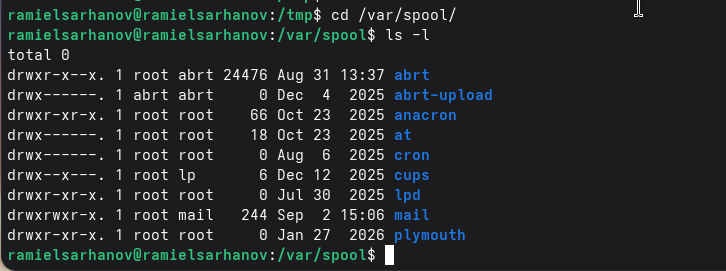 ramielsarhanov@ramielsarhanov:/tmp$ cd /var/spool/
ramielsarhanov@ramielsarhanov:/var/spool$ ls -l
total 0
drwxr-x--x. 1 root abrt 24476 Aug 31 13:37 abrt
drwx------. 1 abrt abrt     0 Dec  4  2025 abrt-upload
drwxr-xr-x. 1 root root    66 Oct 23  2025 anacron
drwx------. 1 root root    18 Oct 23  2025 at
drwx------. 1 root root     0 Aug  6  2025 cron
drwx--x---. 1 root lp       6 Dec 12  2025 cups
drwxr-xr-x. 1 root root     0 Jul 30  2025 lpd
drwxrwxr-x. 1 root mail   244 Sep  2 15:06 mail
drwxr-xr-x. 1 root root     0 Jan 27  2026 plymouth
ramielsarhanov@ramielsarhanov:/var/spool$